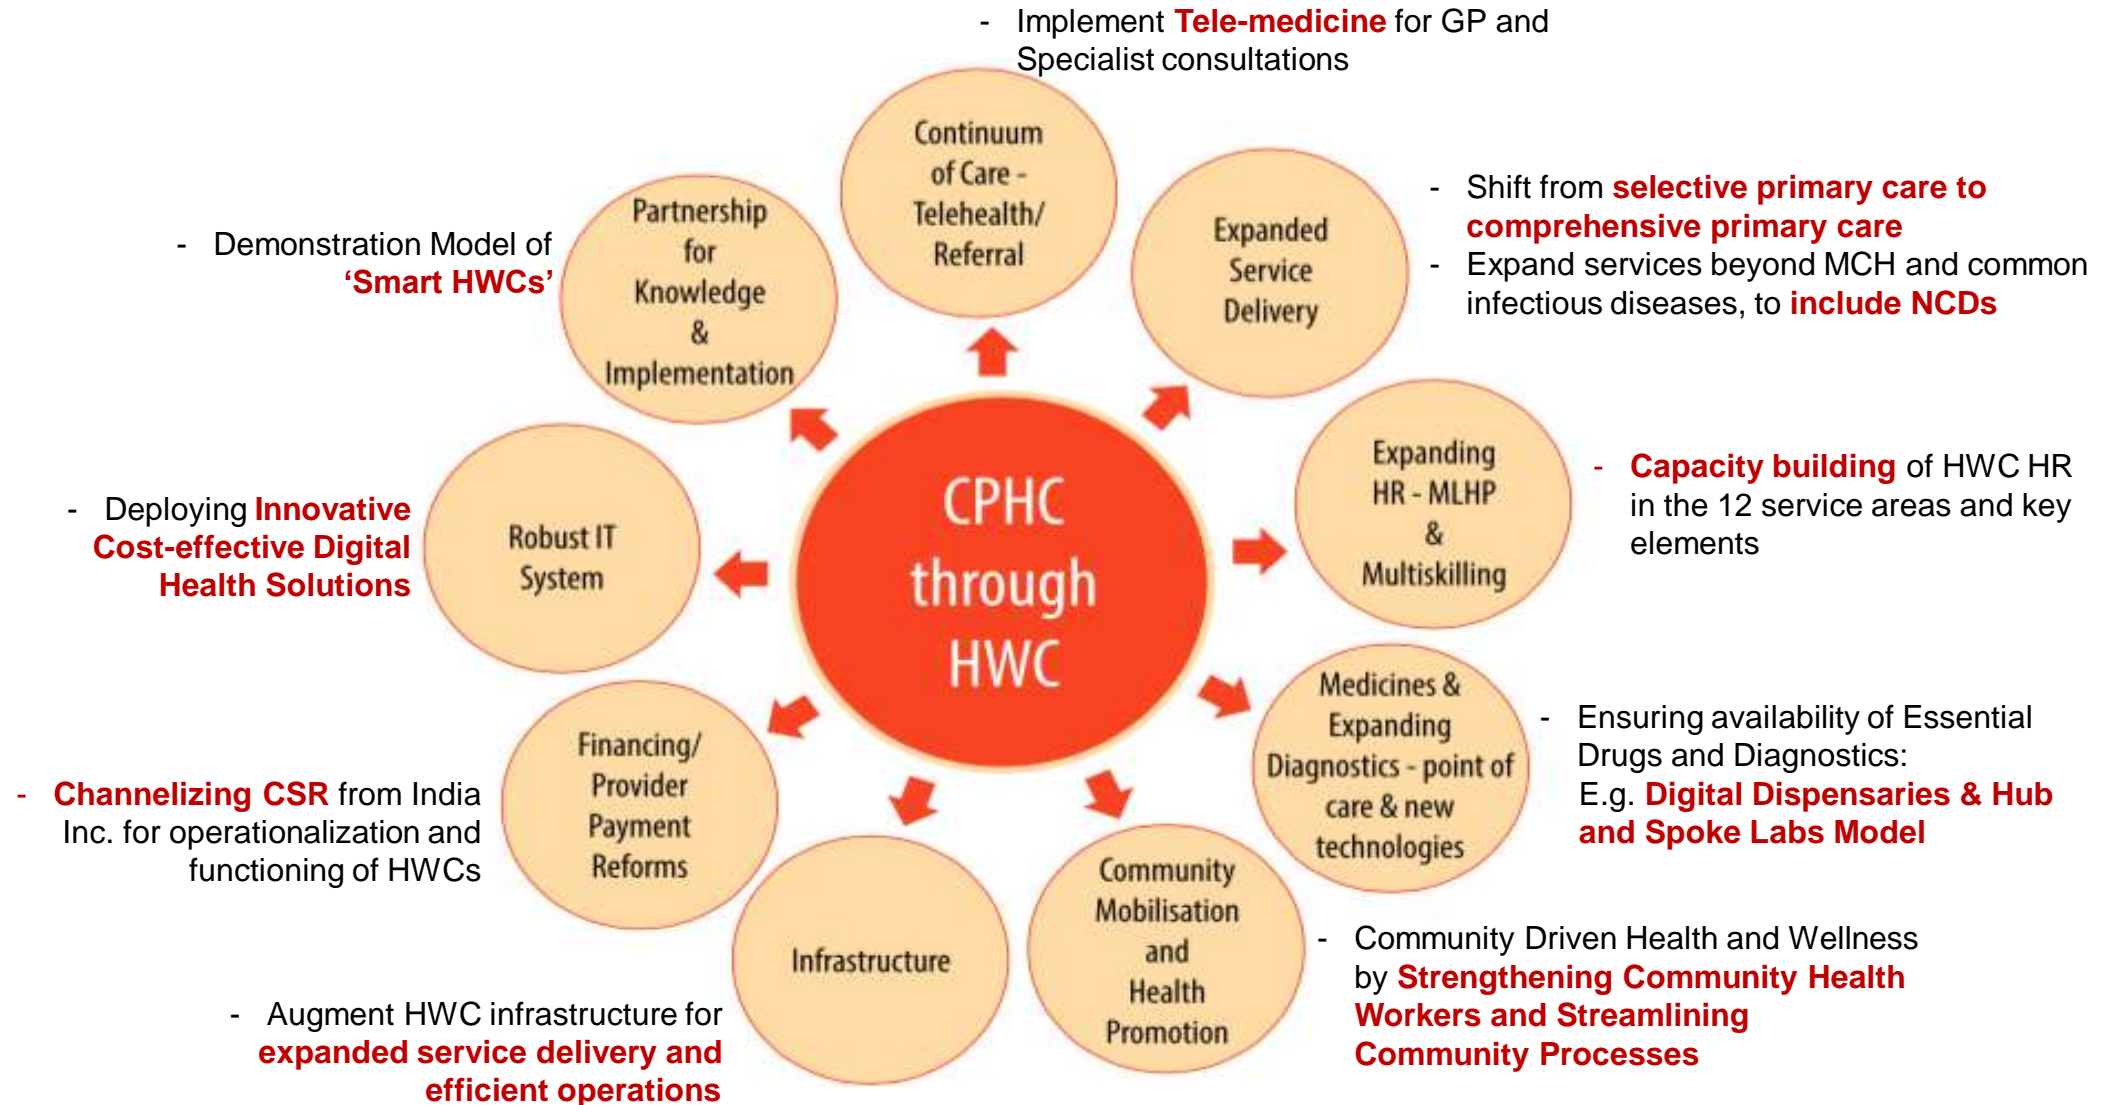 - Implement Tele-medicine for GP and
Specialist consultations
Continuum
of Care -
Telehealth/
Referral
Expanded
Service
Delivery
- Shift from selective primary care to
comprehensive primary care
- Expand services beyond MCH and common
infectious diseases, to include NCDs
Expanding
HR - MLHP
&
Multiskilling
- Capacity building of HWC HR
in the 12 service areas and key
elements
Medicines &
Expanding
Diagnostics - point of
care & new
technologies
- Ensuring availability of Essential
Drugs and Diagnostics:
E.g. Digital Dispensaries & Hub
and Spoke Labs Model
Community
Mobilisation
and
Health
Promotion
- Community Driven Health and Wellness
by Strengthening Community Health
Workers and Streamlining
Community Processes
Infrastructure
- Augment HWC infrastructure for
expanded service delivery and
efficient operations
Financing/
Provider
Payment
Reforms
- Channelizing CSR from India
Inc. for operationalization and
functioning of HWCs
Robust IT
System
- Deploying Innovative
Cost-effective Digital
Health Solutions
Partnership
for
Knowledge
&
Implementation
- Demonstration Model of
‘Smart HWCs’
CPHC
through
HWC